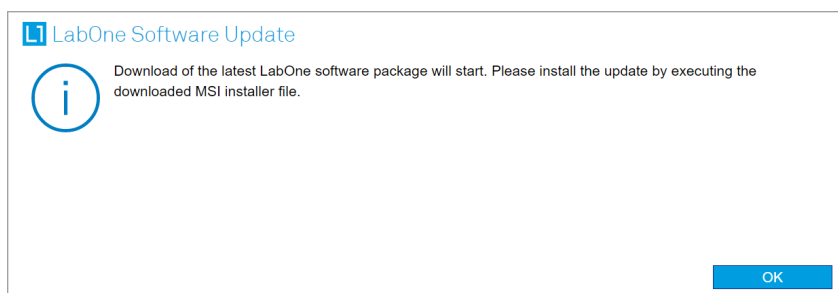 L1 LabOne Software Update
Download of the latest LabOne software package will start. Please install the update by executing the
downloaded MSI installer file.
OK